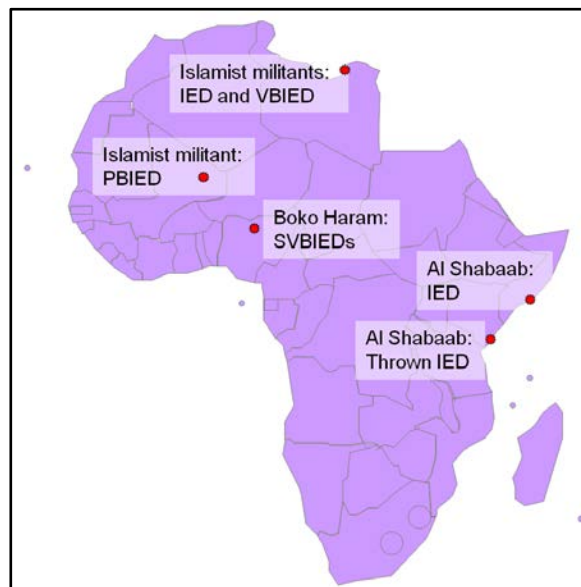 Islamist militants:
IED and VBIED
Islamist militant:
PBIED
Boko Haram:
SVBIEDs
Al Shabaab:
IED
Al Shabaab:
Thrown IED